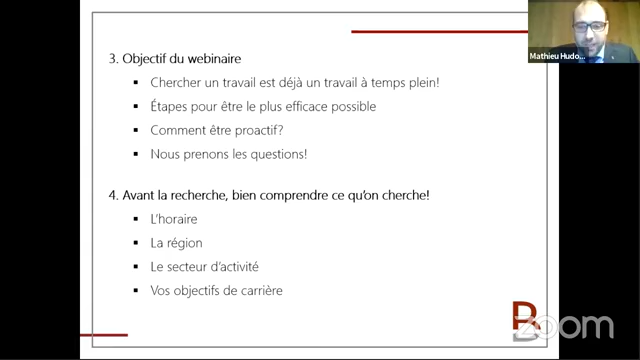 Mathieu Hudo...
3. Objectif du webinaire
▪ Chercher un travail est déjà un travail à temps plein!
▪ Étapes pour être le plus efficace possible
▪ Comment être proactif?
▪ Nous prenons les questions!
4. Avant la recherche, bien comprendre ce qu'on cherche!
▪ L'horaire
▪ La région
▪ Le secteur d'activité
▪ Vos objectifs de carrière
zoom